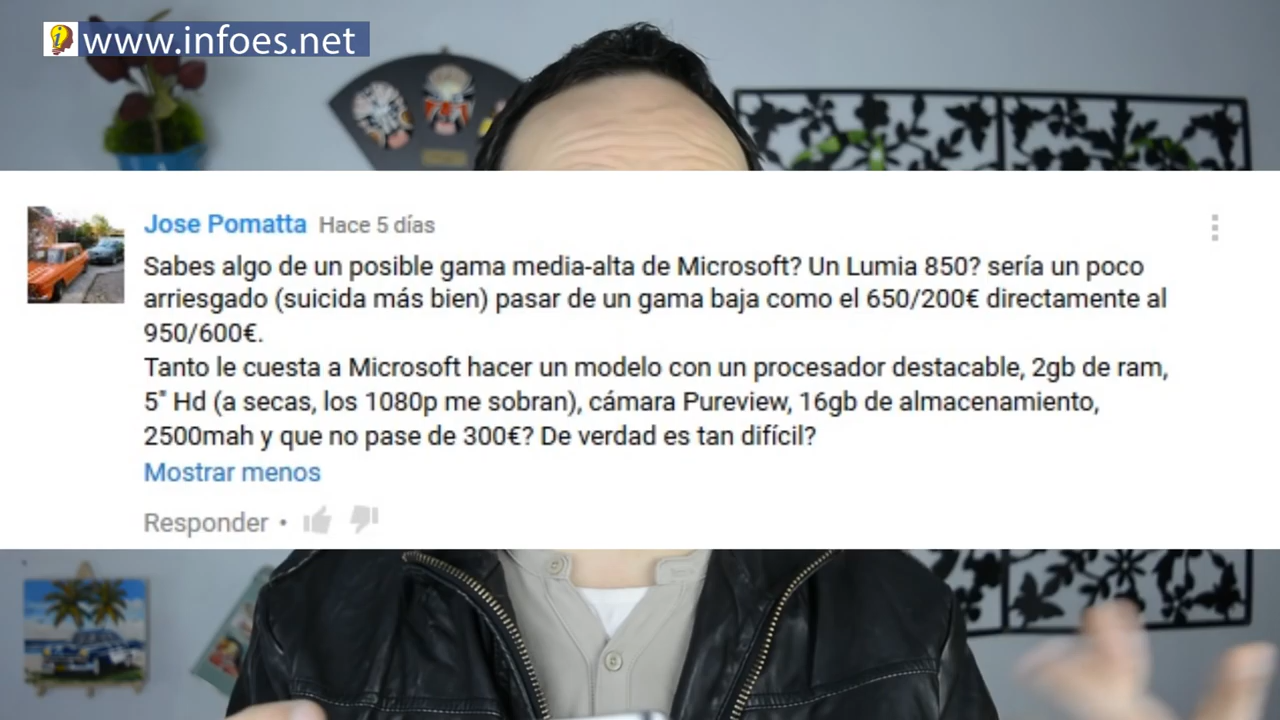 www.infoes.net
Jose Pomatta Hace 5 días
Sabes algo de un posible gama media-alta de Microsoft? Un Lumia 850? sería un poco
arriesgado (suicida más bien) pasar de un gama baja como el 650/200€ directamente al
950/600€.
Tanto le cuesta a Microsoft hacer un modelo con un procesador destacable, 2gb de ram,
5" Hd (a secas, los 1080p me sobran), cámara Pureview, 16gb de almacenamiento,
2500mah y que no pase de 300€? De verdad es tan difícil?
Mostrar menos
Responder •